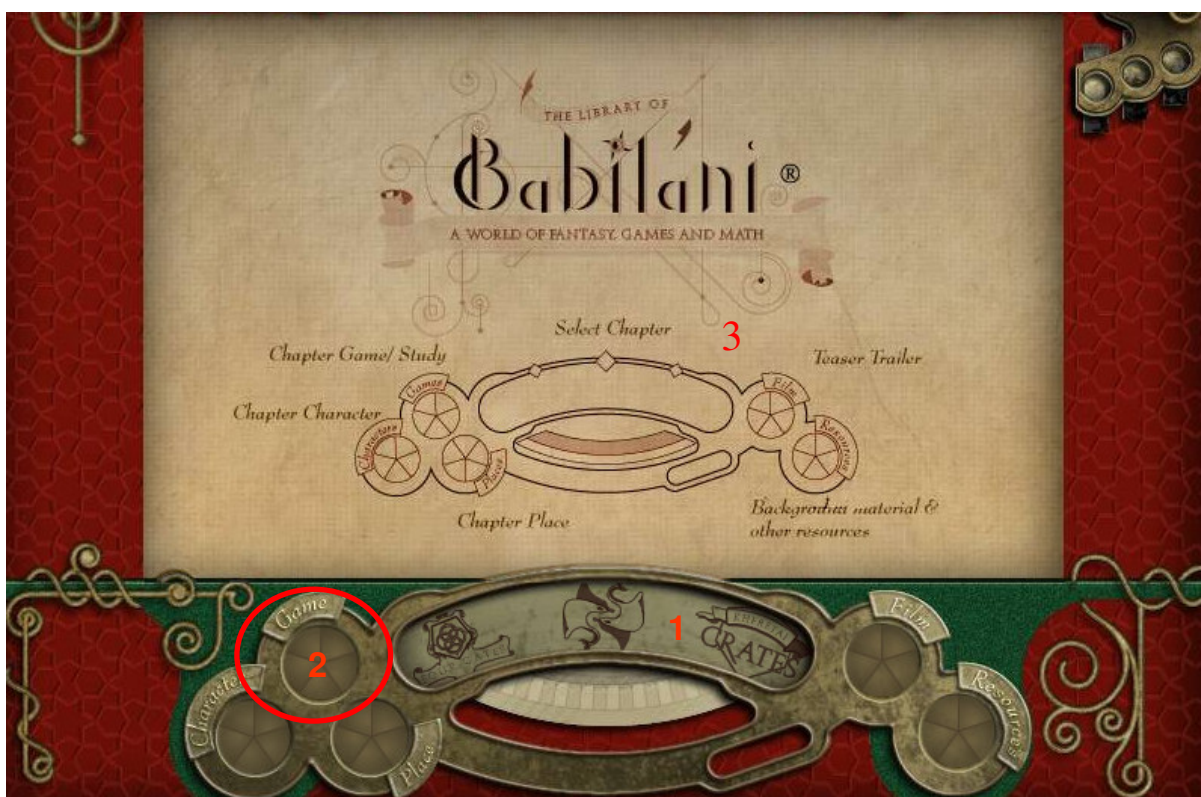 THE LIBRARY OF
Babilani ®
A WORLD OF FANTASY, GAMES AND MATH
Select Chapter
3
Chapter Game/ Study
Teaser Trailer
Games
Film
Chapter Character
Characters
Places
Resources
Chapter Place
Background material &
other resources
Game
Film
1
KHEPRIAI
CRATES
2
Character
Place
Resources